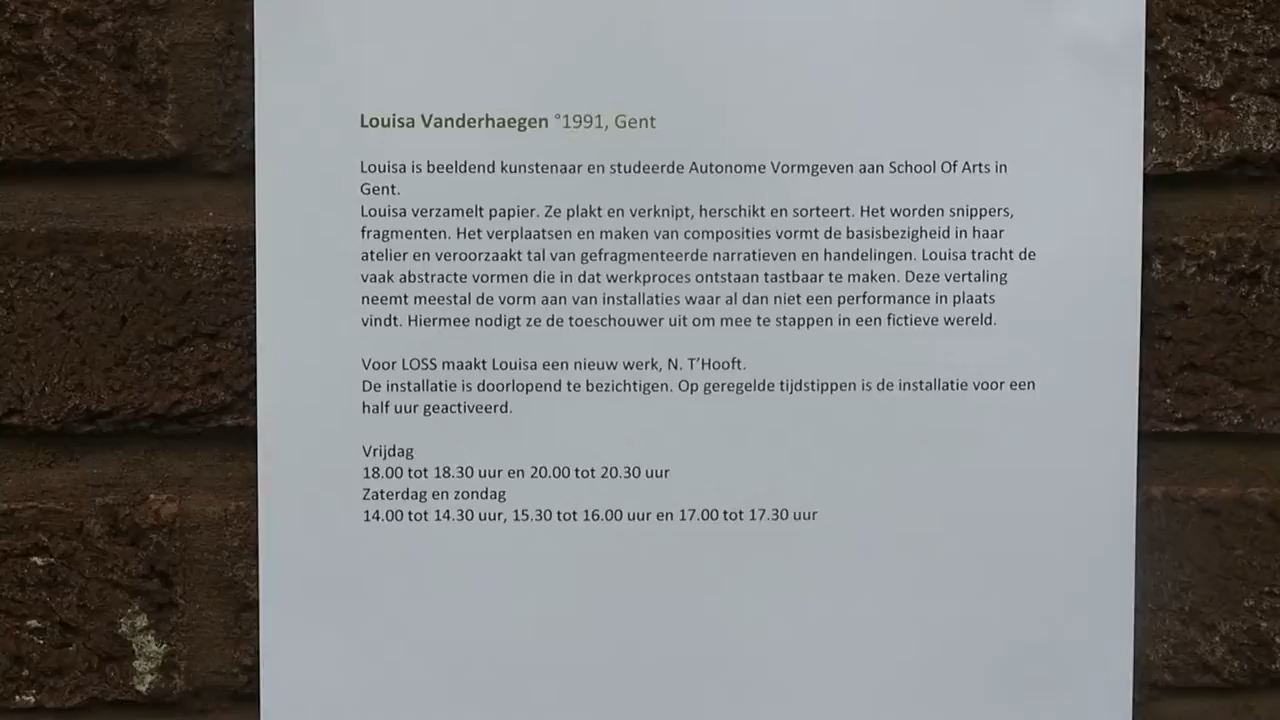 Louisa Vanderhaegen °1991, Gent
Louisa is beeldend kunstenaar en studeerde Autonome Vormgeven aan School Of Arts in
Gent.
Louisa verzamelt papier. Ze plakt en verknipt, herschikt en sorteert. Het worden snippers,
fragmenten. Het verplaatsen en maken van composities vormt de basisbezigheid in haar
atelier en veroorzaakt tal van gefragmenteerde narratieven en handelingen. Louisa tracht de
vaak abstracte vormen die in dat werkproces ontstaan tastbaar te maken. Deze vertaling
neemt meestal de vorm aan van installaties waar al dan niet een performance in plaats
vindt. Hiermee nodigt ze de toeschouwer uit om mee te stappen in een fictieve wereld.
Voor LOSS maakt Louisa een nieuw werk, N. T’Hooft.
De installatie is doorlopend te bezichtigen. Op geregelde tijdstippen is de installatie voor een
half uur geactiveerd.
Vrijdag
18.00 tot 18.30 uur en 20.00 tot 20.30 uur
Zaterdag en zondag
14.00 tot 14.30 uur, 15.30 tot 16.00 uur en 17.00 tot 17.30 uur